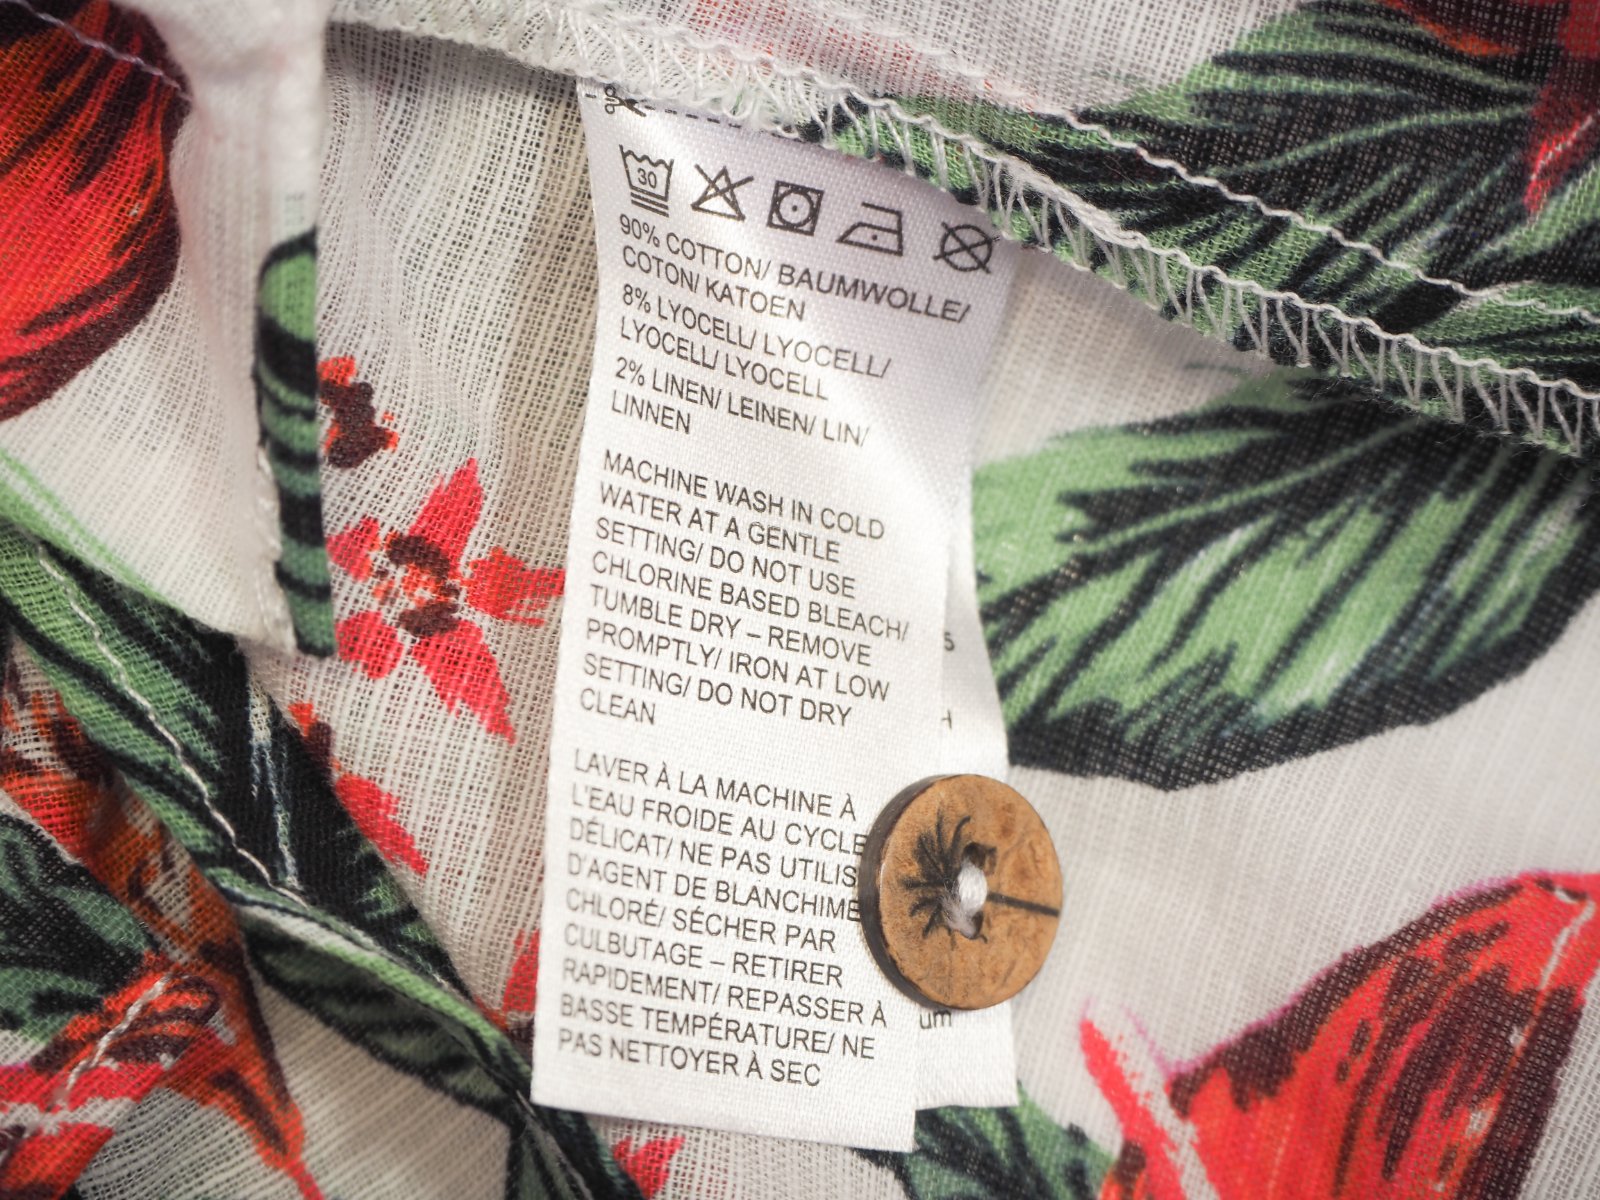 30
90% COTTON/ BAUMWOLLE/
COTON/ KATOEN
8% LYOCELL/ LYOCELL/
LYOCELL/ LYOCELL
2% LINEN/ LEINEN/ LIN/
LINNEN
MACHINE WASH IN COLD
WATER AT A GENTLE
SETTING/ DO NOT USE
CHLORINE BASED BLEACH/
TUMBLE DRY – REMOVE
PROMPTLY/ IRON AT LOW
SETTING/ DO NOT DRY
CLEAN
LAVER À LA MACHINE À
L'EAU FROIDE AU CYCLE
DÉLICAT/ NE PAS UTILIS
D'AGENT DE BLANCHIME
CHLORÉ/ SÉCHER PAR
CULBUTAGE – RETIRER
RAPIDEMENT/ REPASSER À
BASSE TEMPÉRATURE/ NE
PAS NETTOYER À SEC
um